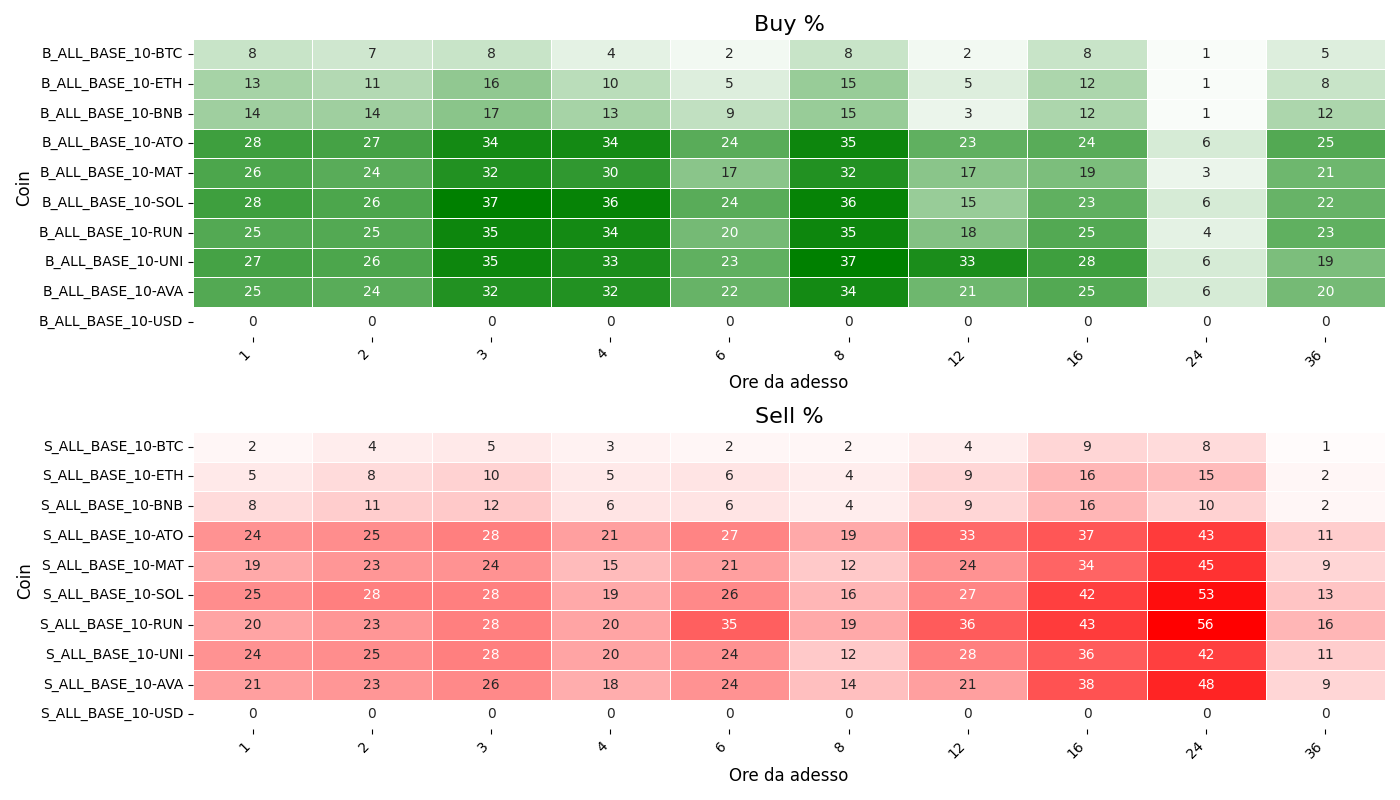 Buy %
Coin
B_ALL_BASE_10-BTC 8 7 8 4 2 8 2 8 1 5
B_ALL_BASE_10-ETH 13 11 16 10 5 15 5 12 1 8
B_ALL_BASE_10-BNB 14 14 17 13 9 15 3 12 1 12
B_ALL_BASE_10-ATO 28 27 34 34 24 35 23 24 6 25
B_ALL_BASE_10-MAT 26 24 32 30 17 32 17 19 3 21
B_ALL_BASE_10-SOL 28 26 37 36 24 36 15 23 6 22
B_ALL_BASE_10-RUN 25 25 35 34 20 35 18 25 4 23
B_ALL_BASE_10-UNI 27 26 35 33 23 37 33 28 6 19
B_ALL_BASE_10-AVA 25 24 32 32 22 34 21 25 6 20
B_ALL_BASE_10-USD 0 0 0 0 0 0 0 0 0 0
1 2 3 4 6 8 12 16 24 36
Ore da adesso
Sell %
Coin
S_ALL_BASE_10-BTC 2 4 5 3 2 2 4 9 8 1
S_ALL_BASE_10-ETH 5 8 10 5 6 4 9 16 15 2
S_ALL_BASE_10-BNB 8 11 12 6 6 4 9 16 10 2
S_ALL_BASE_10-ATO 24 25 28 21 27 19 33 37 43 11
S_ALL_BASE_10-MAT 19 23 24 15 21 12 24 34 45 9
S_ALL_BASE_10-SOL 25 28 28 19 26 16 27 42 53 13
S_ALL_BASE_10-RUN 20 23 28 20 35 19 36 43 56 16
S_ALL_BASE_10-UNI 24 25 28 20 24 12 28 36 42 11
S_ALL_BASE_10-AVA 21 23 26 18 24 14 21 38 48 9
S_ALL_BASE_10-USD 0 0 0 0 0 0 0 0 0 0
1 2 3 4 6 8 12 16 24 36
Ore da adesso